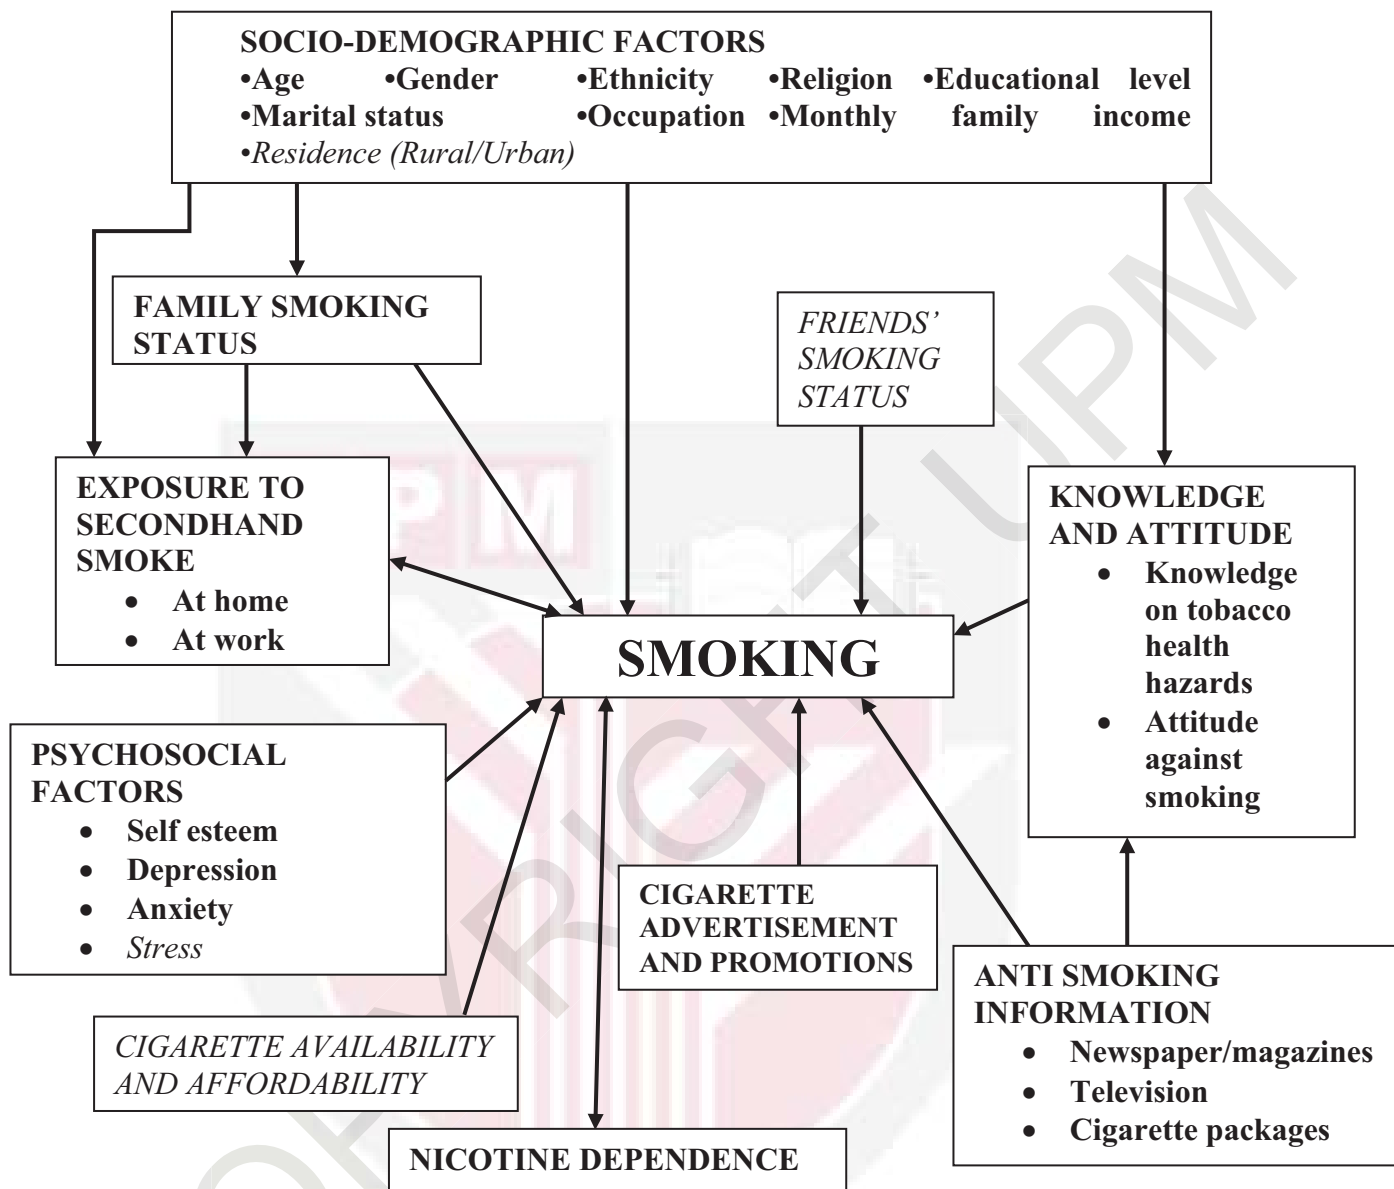 SOCIO-DEMOGRAPHIC FACTORS
•Age •Gender •Ethnicity •Religion •Educational level
•Marital status •Occupation •Monthly family income
•Residence (Rural/Urban)
FAMILY SMOKING
STATUS
FRIENDS’
SMOKING
STATUS
EXPOSURE TO
SECONDHAND
SMOKE
• At home
• At work
KNOWLEDGE
AND ATTITUDE
• Knowledge
on tobacco
health
hazards
• Attitude
against
smoking
SMOKING
PSYCHOSOCIAL
FACTORS
• Self esteem
• Depression
• Anxiety
• Stress
CIGARETTE
ADVERTISEMENT
AND PROMOTIONS
ANTI SMOKING
INFORMATION
• Newspaper/magazines
• Television
• Cigarette packages
CIGARETTE AVAILABILITY
AND AFFORDABILITY
NICOTINE DEPENDENCE
PM
OPYRIGHT UPM